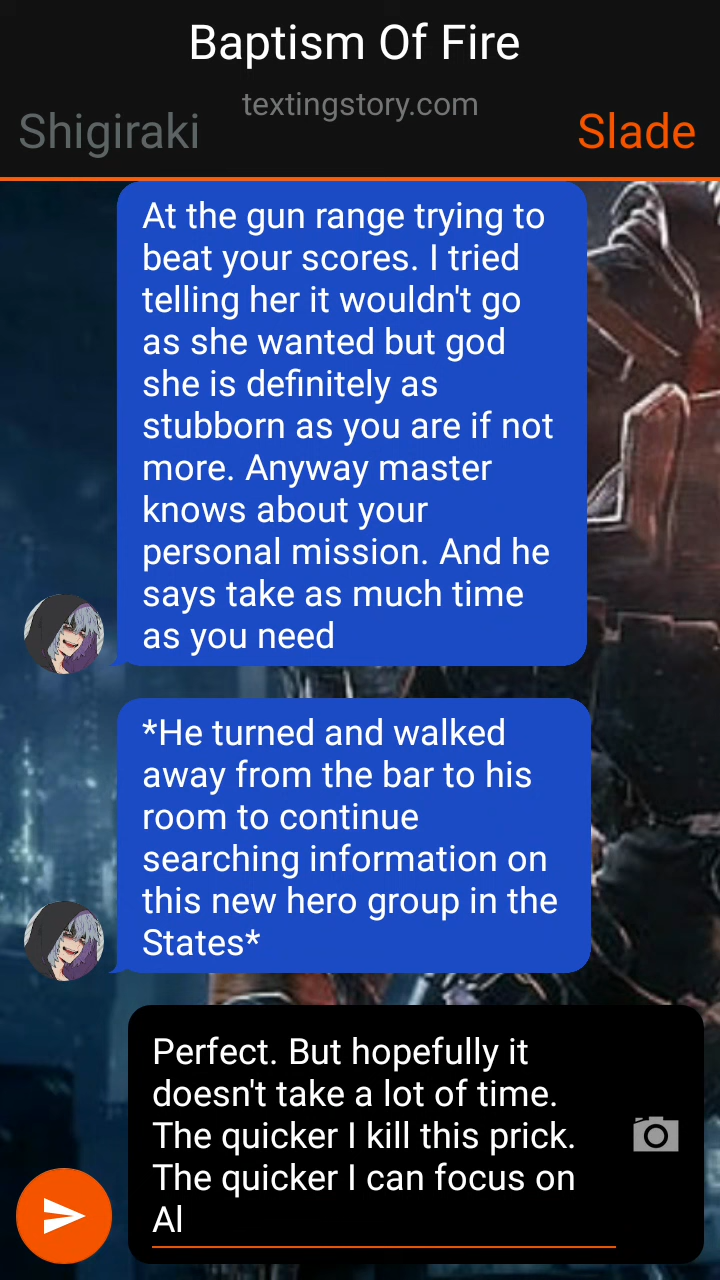 Baptism Of Fire
textingstory.com
Shigiraki
Slade
At the gun range trying to
beat your scores. I tried
telling her it wouldn't go
as she wanted but god
she is definitely as
stubborn as you are if not
more. Anyway master
knows about your
personal mission. And he
says take as much time
as you need
*He turned and walked
away from the bar to his
room to continue
searching information on
this new hero group in the
States*
Perfect. But hopefully it
doesn't take a lot of time.
The quicker I kill this prick.
The quicker I can focus on
Al